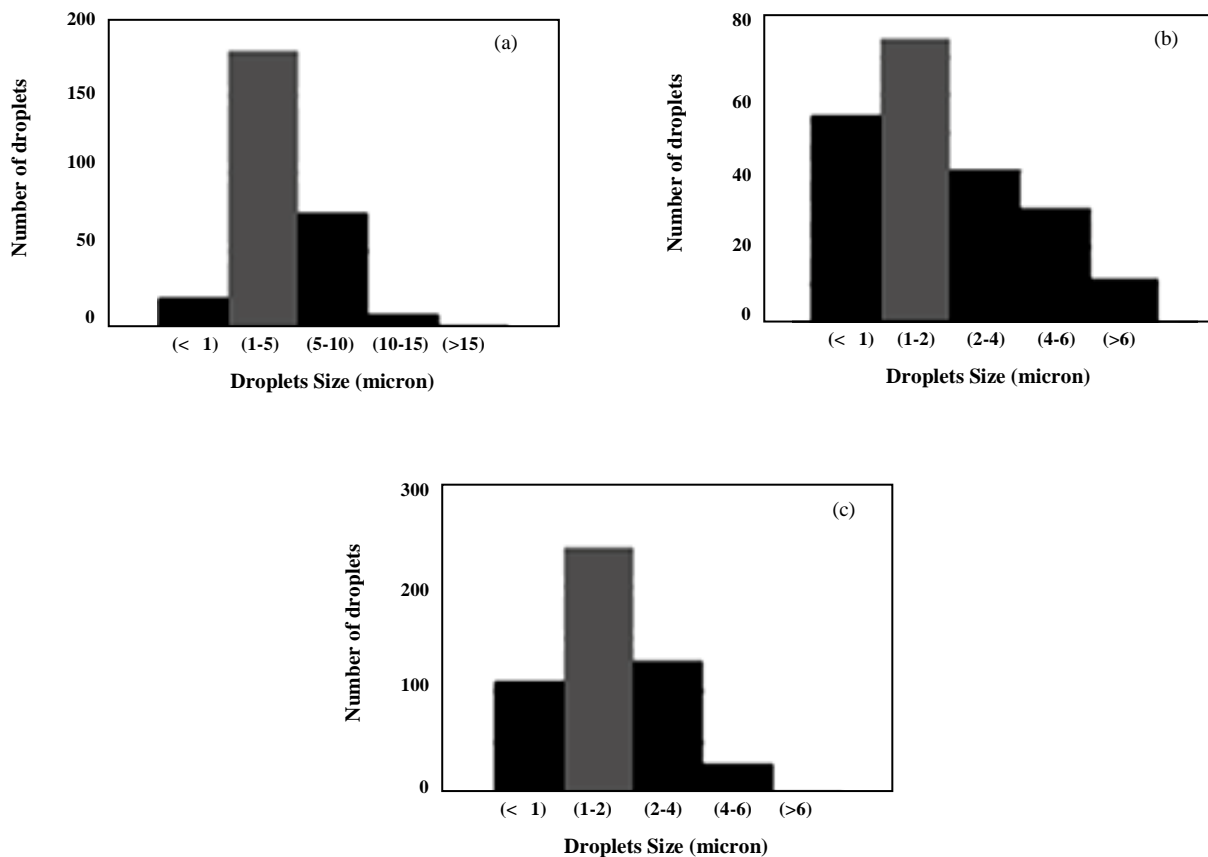 (a)
Number of droplets
200
150
100
50
0
(< 1) (1-5) (5-10) (10-15) (>15)
Droplets Size (micron)
(b)
Number of droplets
80
60
40
20
0
(< 1) (1-2) (2-4) (4-6) (>6)
Droplets Size (micron)
(c)
Number of droplets
300
200
100
0
(< 1) (1-2) (2-4) (4-6) (>6)
Droplets Size (micron)